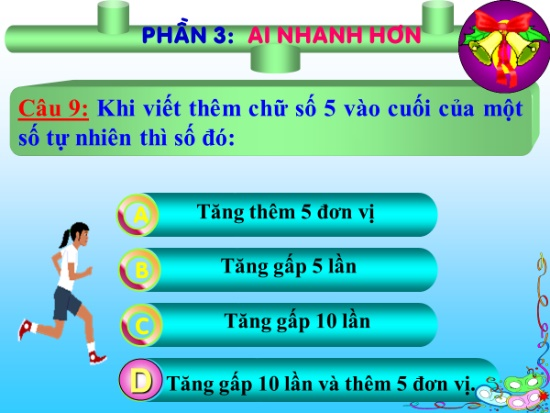 PHẦN 3: AI NHANH HƠN
Câu 9: Khi viết thêm chữ số 5 vào cuối của một
số tự nhiên thì số đó:
A Tăng thêm 5 đơn vị
B Tăng gấp 5 lần
C Tăng gấp 10 lần
D Tăng gấp 10 lần và thêm 5 đơn vị.